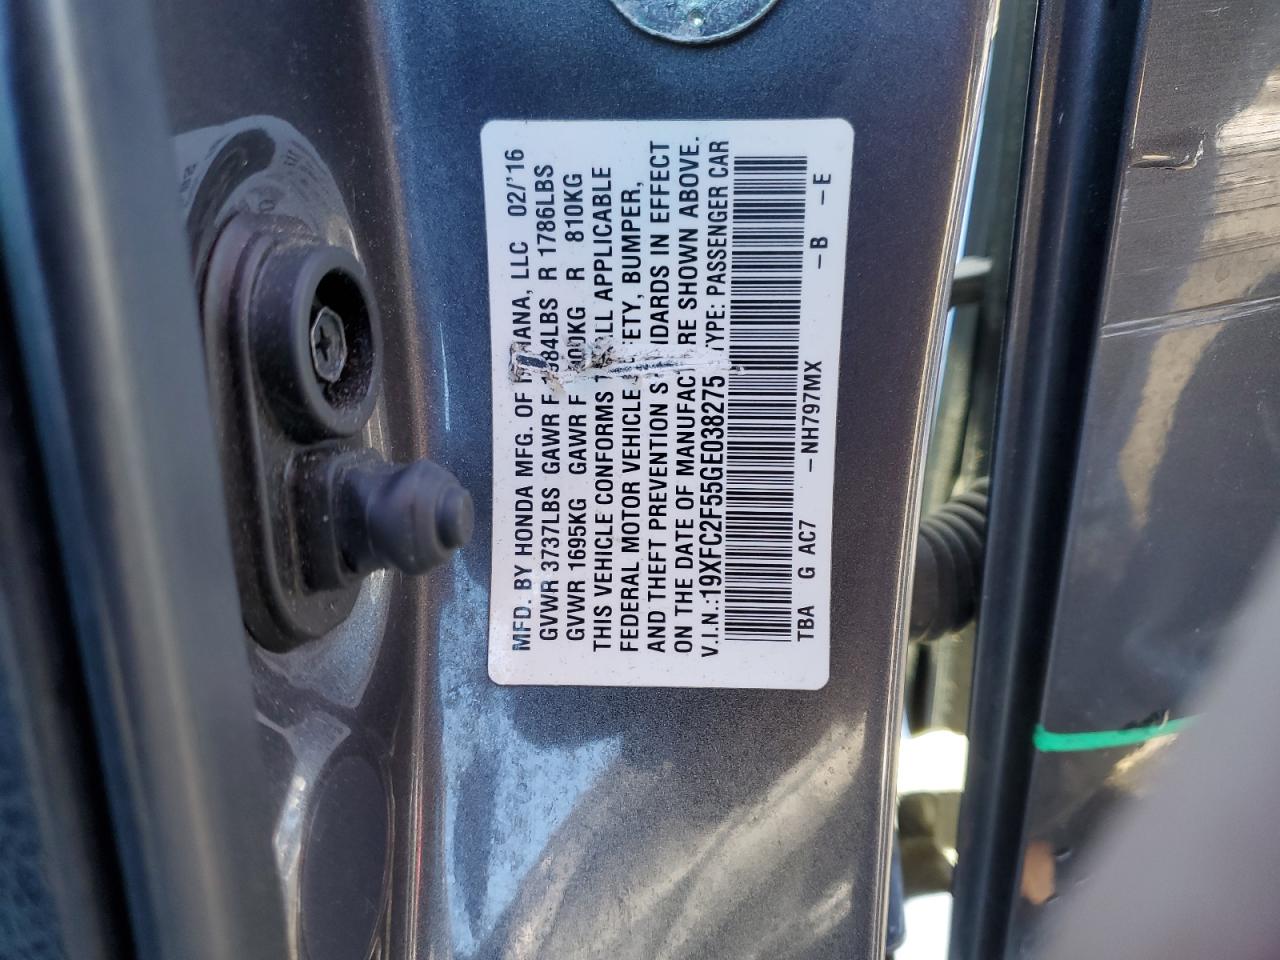 MFD. BY HONDA MFG. OF INDIANA, LLC 02/'16
GVWR 3737LBS GAWR F 1984LBS R 1786LBS
GVWR 1695KG GAWR F 900KG R 810KG
THIS VEHICLE CONFORMS TO ALL APPLICABLE
FEDERAL MOTOR VEHICLE SAFETY, BUMPER,
AND THEFT PREVENTION STANDARDS IN EFFECT
ON THE DATE OF MANUFACTURE SHOWN ABOVE.
V.I.N.:19XFC2F55GE038275 TYPE: PASSENGER CAR
TBA G AC7 –NH797MX –B –E